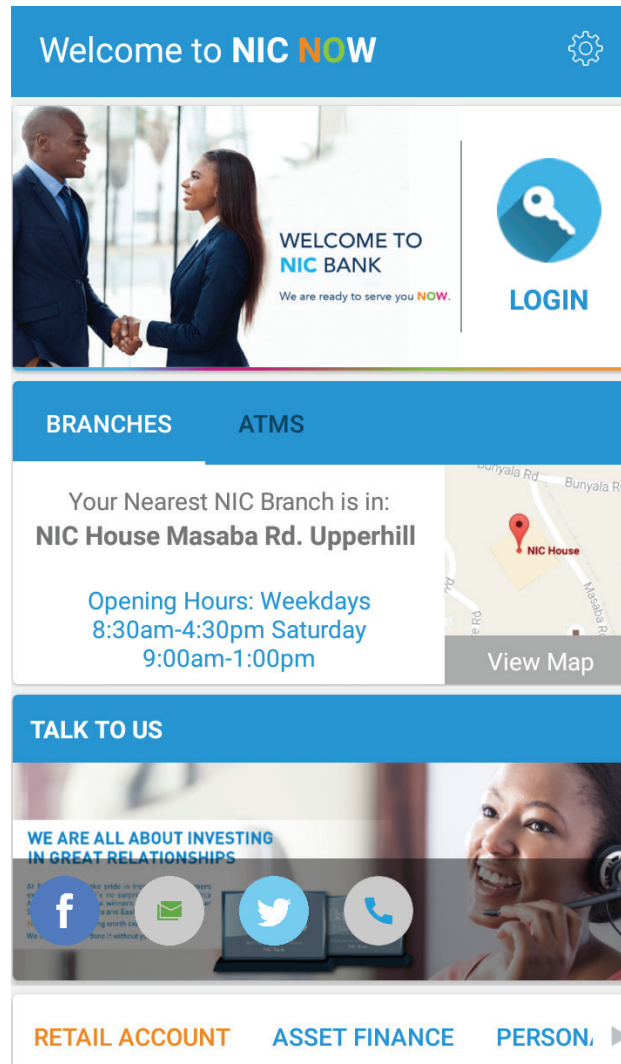 Welcome to NIC NOW
WELCOME TO
NIC BANK
We are ready to serve you NOW.
LOGIN
BRANCHES
ATMS
Your Nearest NIC Branch is in:
NIC House Masaba Rd. Upperhill
Opening Hours: Weekdays
8:30am-4:30pm Saturday
9:00am-1:00pm
Bunyala Rd
Bunyala R
NIC House
Masaba R
e Rd
View Map
TALK TO US
WE ARE ALL ABOUT INVESTING
IN GREAT RELATIONSHIPS
RETAIL ACCOUNT
ASSET FINANCE
PERSONA